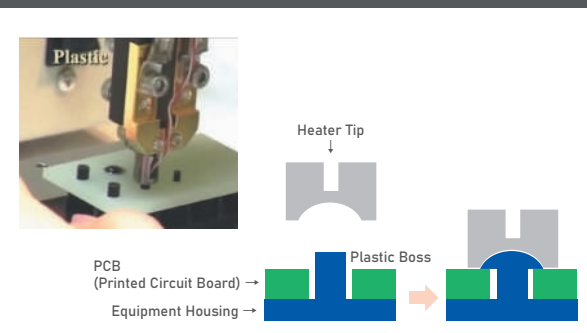 Plastic
Heater Tip
Plastic Boss
PCB
(Printed Circuit Board)
Equipment Housing